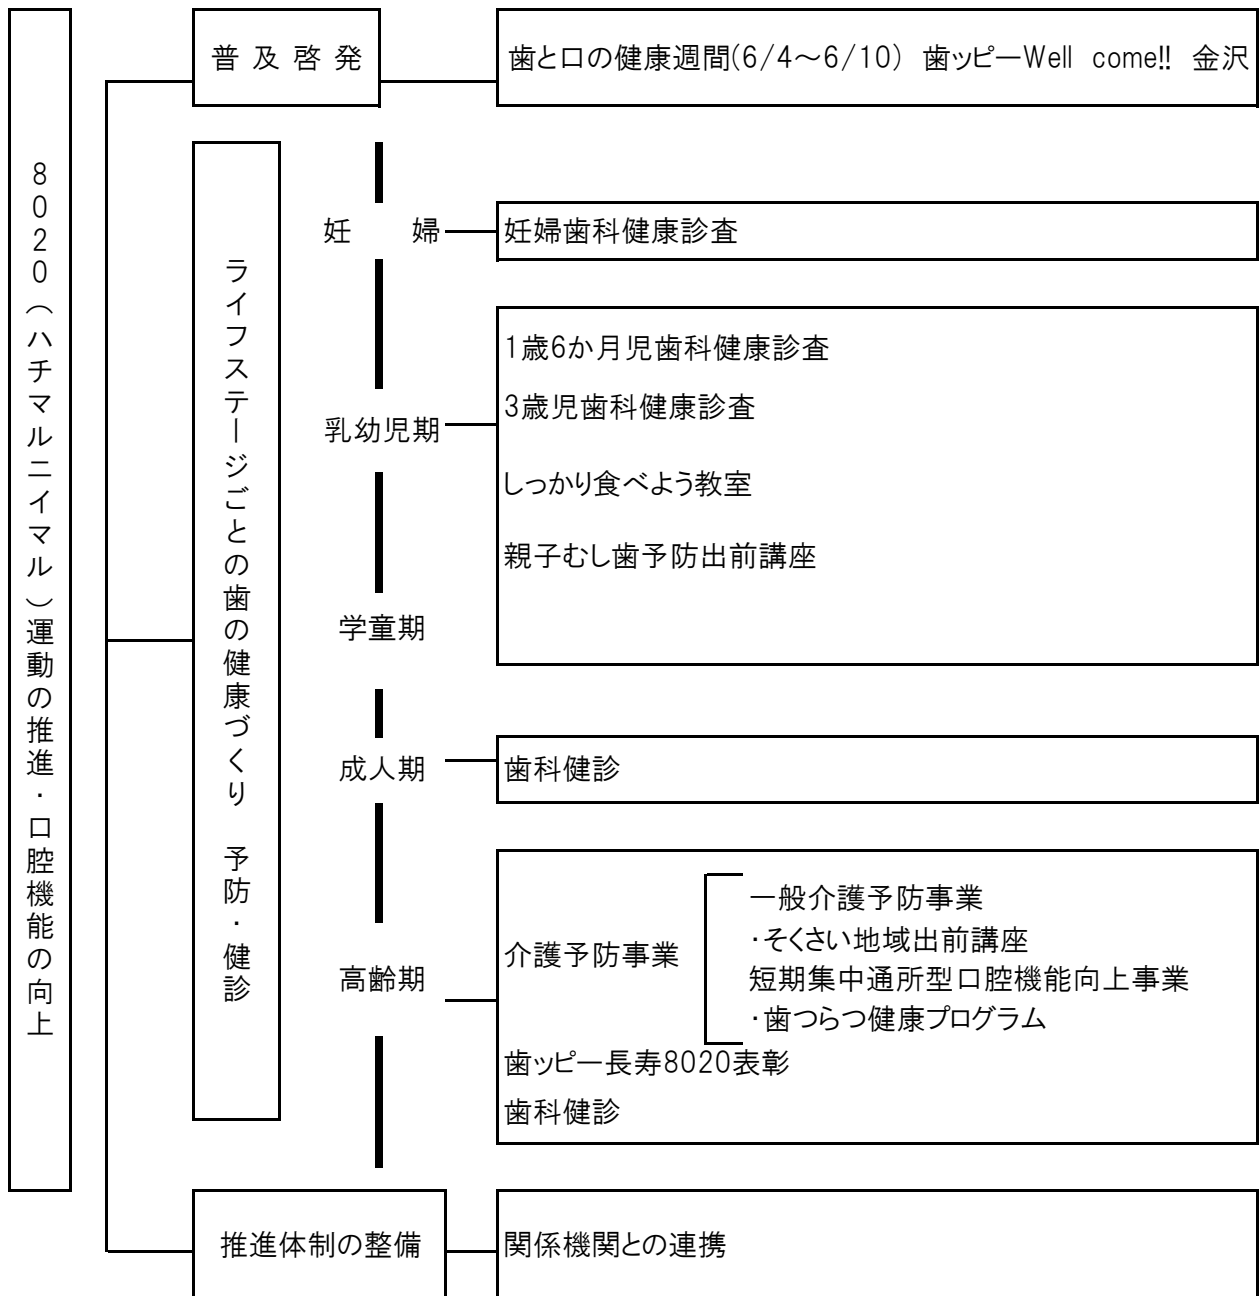 8020（ハチマルニイマル）運動の推進・口腔機能の向上
普及啓発
歯と口の健康週間(6/4～6/10)　歯ッピーWell come!! 金沢
ライフステージごとの歯の健康づくり　予防・健診
妊　婦
妊婦歯科健康診査
乳幼児期
1歳6か月児歯科健康診査
3歳児歯科健康診査
しっかり食べよう教室
親子むし歯予防出前講座
学童期
成人期
歯科健診
高齢期
介護予防事業
一般介護予防事業
・そくさい地域出前講座
短期集中通所型口腔機能向上事業
・歯つらつ健康プログラム
歯ッピー長寿8020表彰
歯科健診
推進体制の整備
関係機関との連携